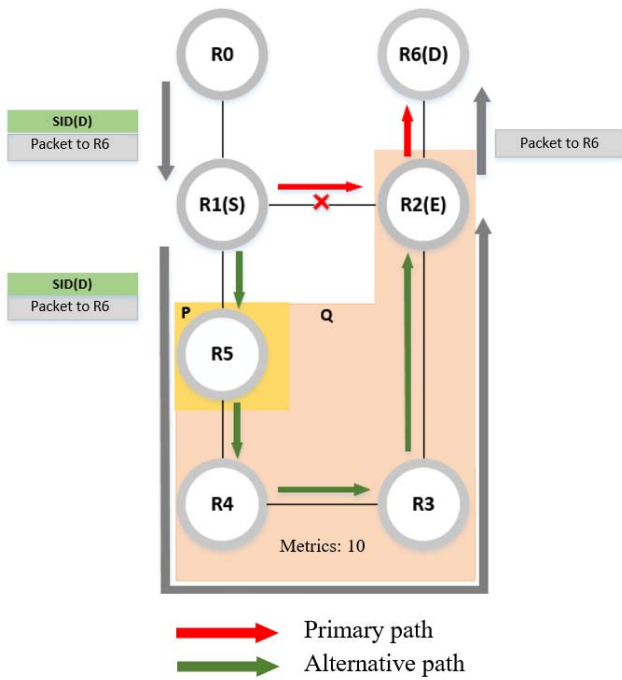 R0
R6(D)
SID(D)
Packet to R6
Packet to R6
R1(S)
R2(E)
SID(D)
Packet to R6
P
Q
R5
R4
R3
Metrics: 10
Primary path
Alternative path